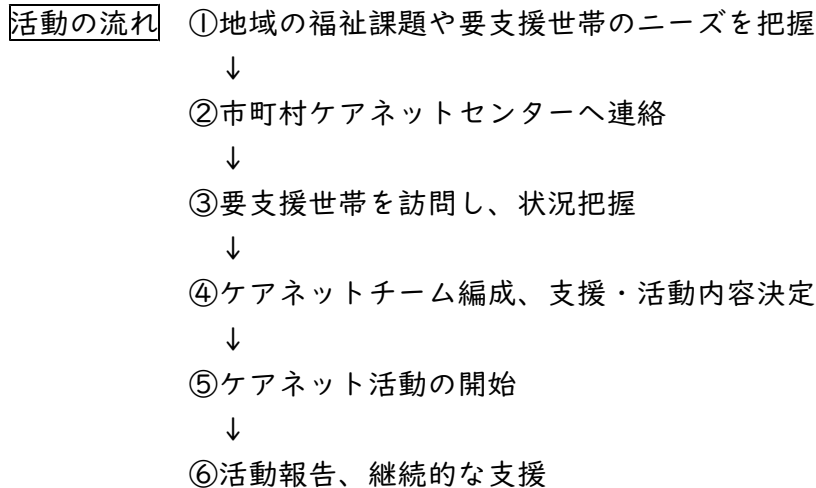 活動の流れ ①地域の福祉課題や要支援世帯のニーズを把握
↓
②市町村ケアネットセンターへ連絡
↓
③要支援世帯を訪問し、状況把握
↓
④ケアネットチーム編成、支援・活動内容決定
↓
⑤ケアネット活動の開始
↓
⑥活動報告、継続的な支援